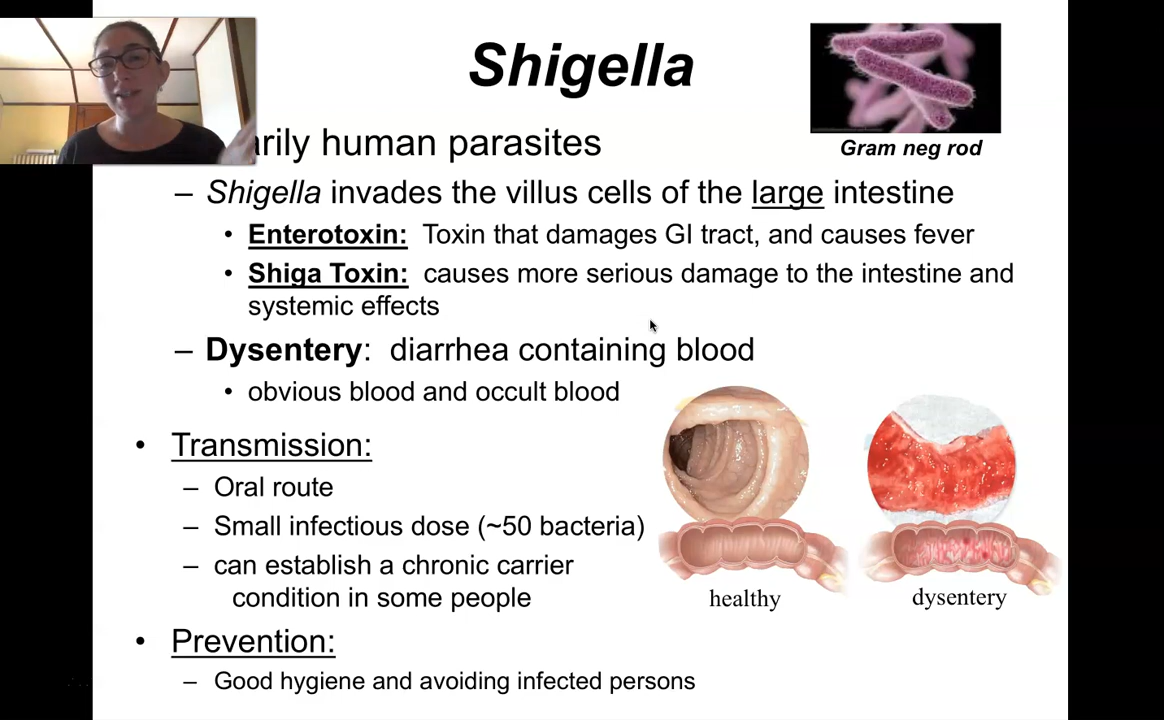 Shigella
Gram neg rod
arily human parasites
– Shigella invades the villus cells of the large intestine
• Enterotoxin: Toxin that damages GI tract, and causes fever
• Shiga Toxin: causes more serious damage to the intestine and
systemic effects
– Dysentery: diarrhea containing blood
• obvious blood and occult blood
• Transmission:
– Oral route
– Small infectious dose (~50 bacteria)
– can establish a chronic carrier
condition in some people
healthy
dysentery
• Prevention:
– Good hygiene and avoiding infected persons